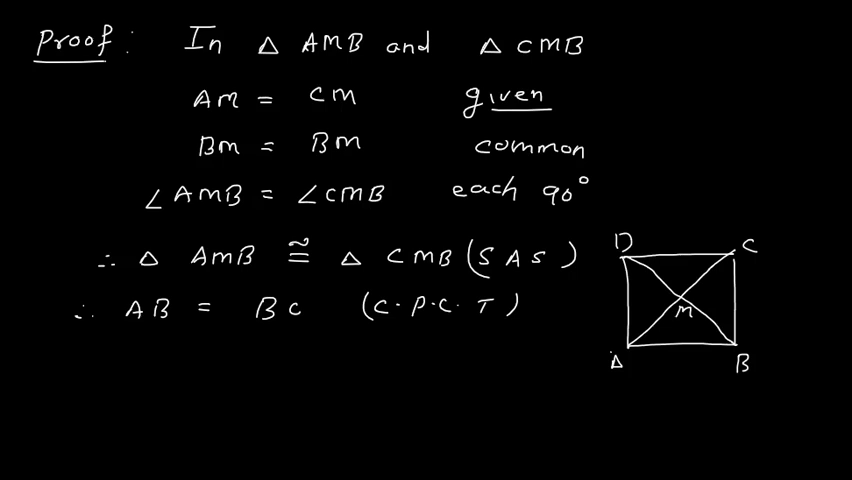 Proof: In △ AMB and △ CMB
AM = CM given
BM = BM common
∠AMB = ∠CMB each 90°
∴ △ AMB ≅ △ CMB (SAS)
∴ AB = BC (C.P.C.T)
D C
M
A B